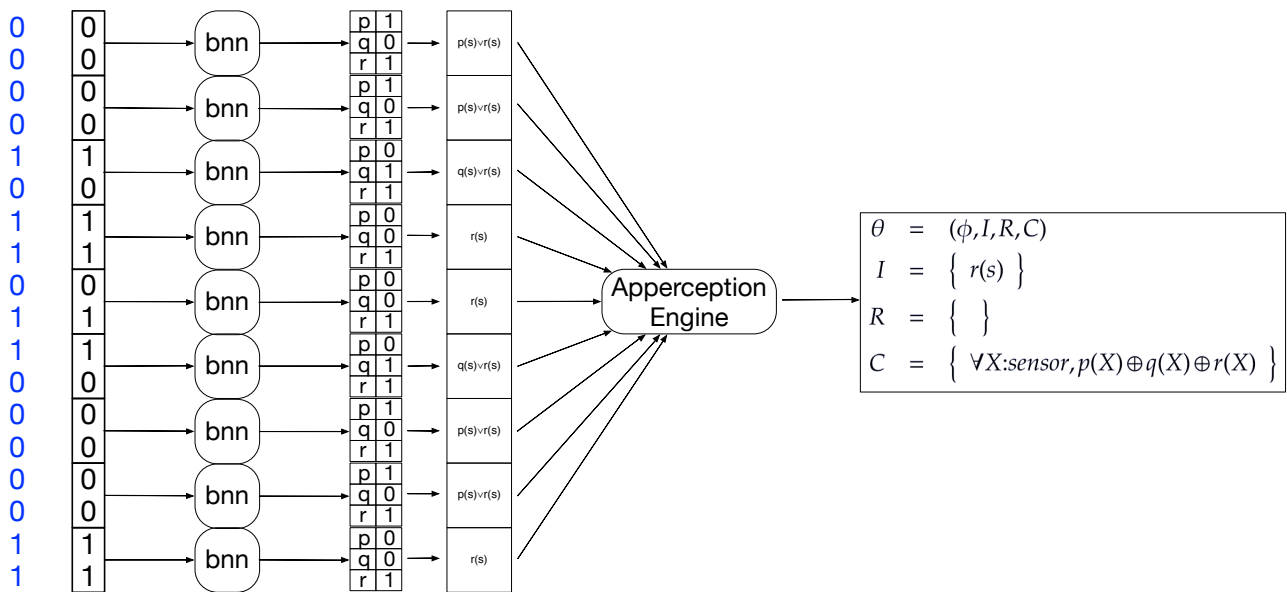 0 0 p 1
bnn q 0 p(s)∨r(s)
0 0 r 1
0 0 p 1
bnn q 0 p(s)∨r(s)
0 0 r 1
1 1 p 0
bnn q 1 q(s)∨r(s)
0 0 r 1
1 1 p 0
bnn q 0 r(s)
1 1 r 1
0 0 p 0
bnn q 0 r(s)
1 1 r 1
1 1 p 0
bnn q 1 q(s)∨r(s)
0 0 r 1
0 0 p 1
bnn q 0 p(s)∨r(s)
0 0 r 1
0 0 p 1
bnn q 0 p(s)∨r(s)
0 0 r 1
1 1 p 0
bnn q 0 r(s)
1 1 r 1
Apperception
Engine
θ = (ϕ,I,R,C)
I = { r(s) }
R = { }
C = { ∀X:sensor,p(X)⊕q(X)⊕r(X) }